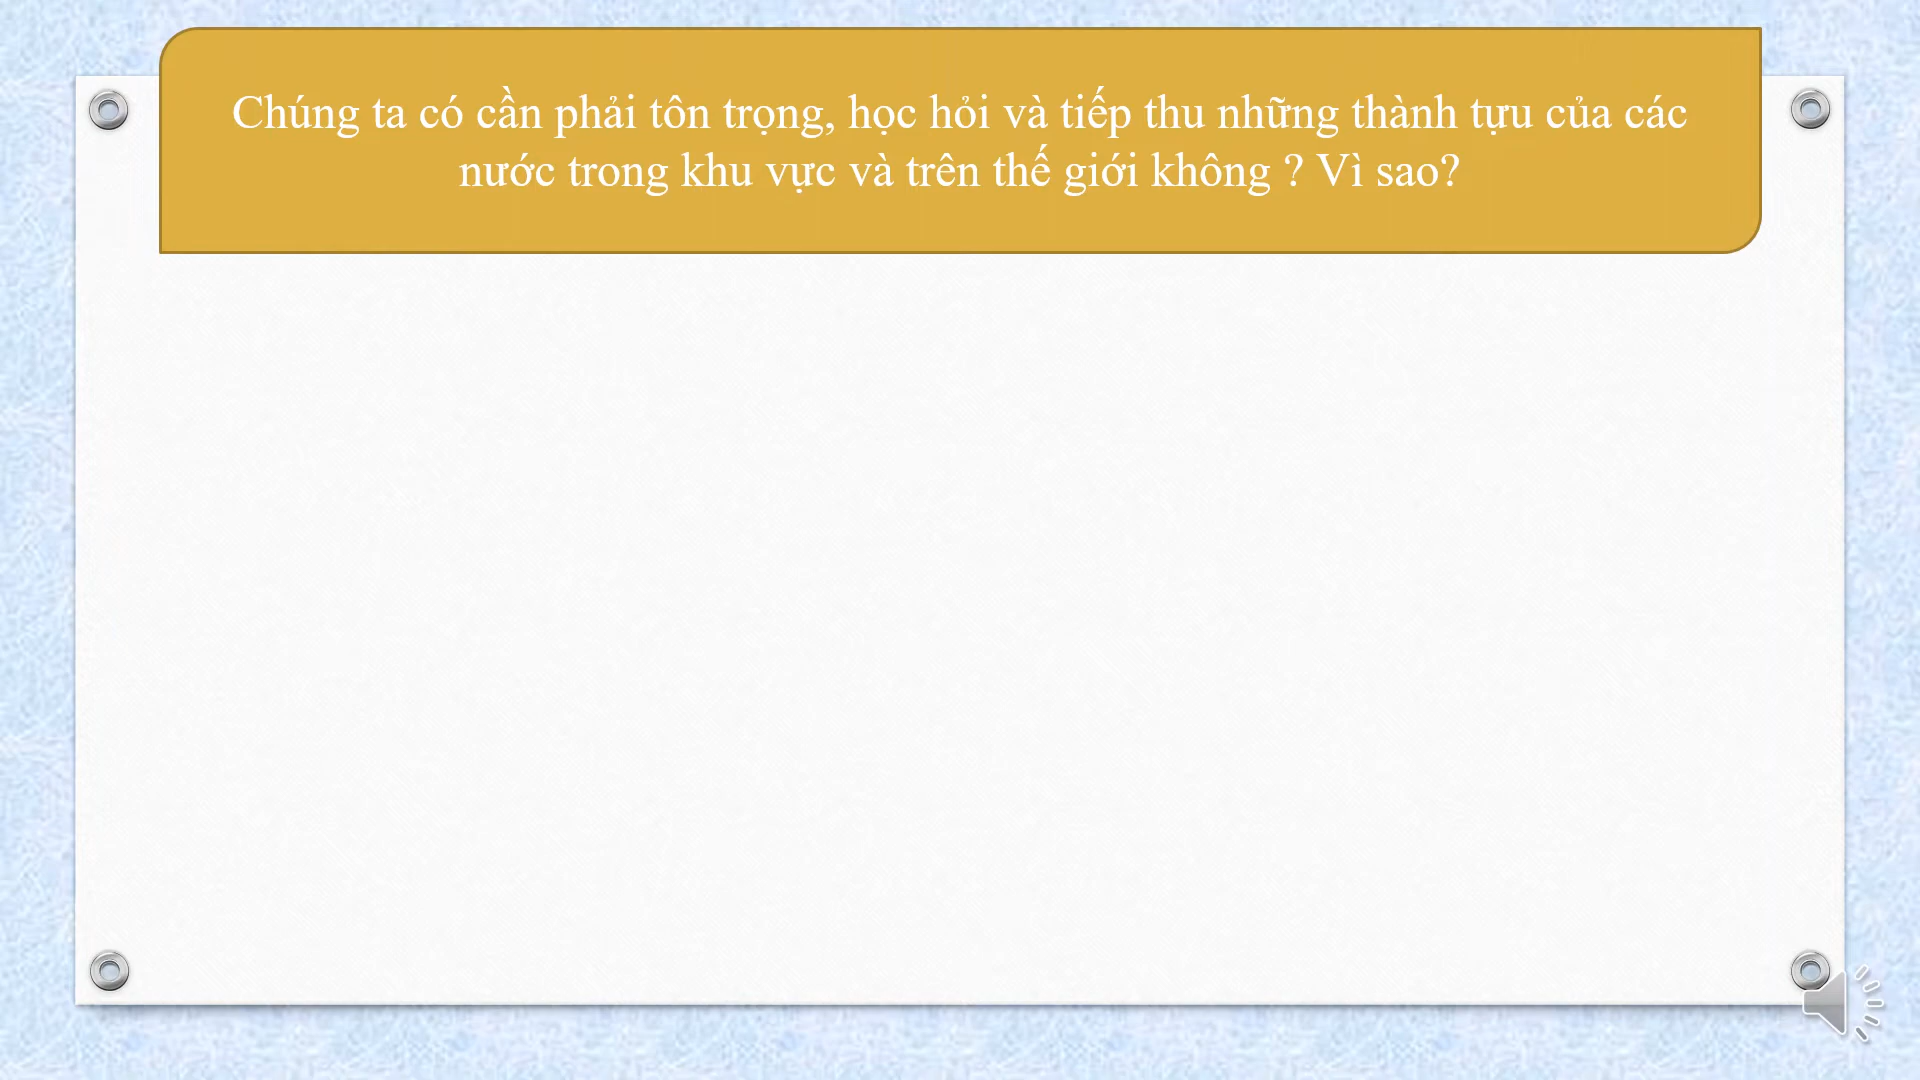 Chúng ta có cần phải tôn trọng, học hỏi và tiếp thu những thành tựu của các
nước trong khu vực và trên thế giới không ? Vì sao?